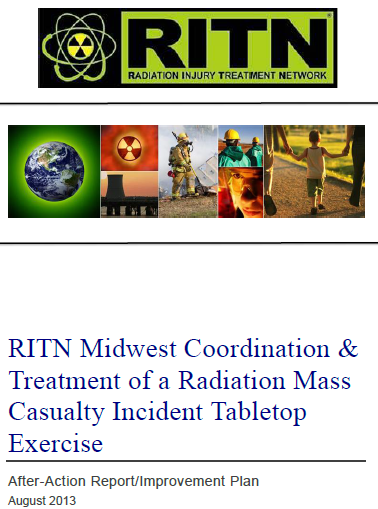 RITN®
RADIATION INJURY TREATMENT NETWORK
RITN Midwest Coordination &
Treatment of a Radiation Mass
Casualty Incident Tabletop
Exercise
After-Action Report/Improvement Plan
August 2013